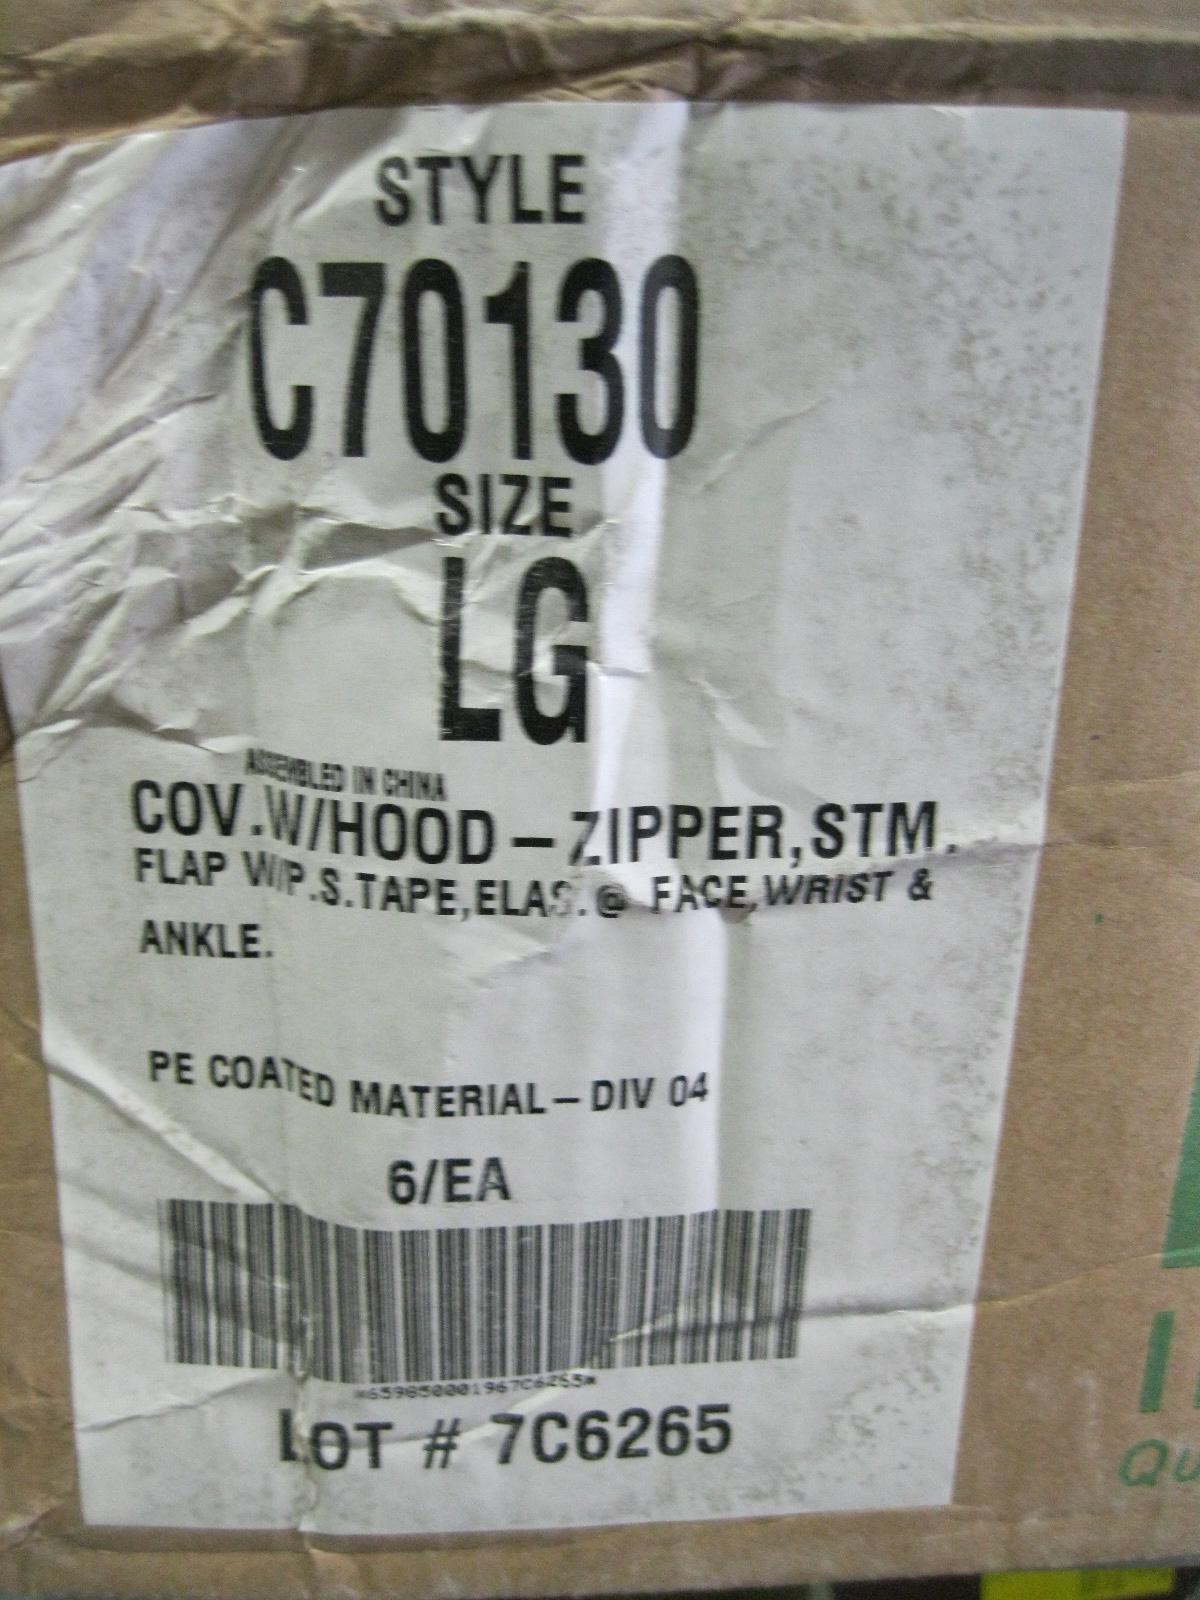 STYLE
C70130
SIZE
LG
ASSEMBLED IN CHINA
COV.W/HOOD – ZIPPER,STM.
FLAP W/P.S.TAPE,ELAS.@ FACE,WRIST &
ANKLE.
PE COATED MATERIAL – DIV 04
6/EA
*659850001967C6265*
LOT # 7C6265